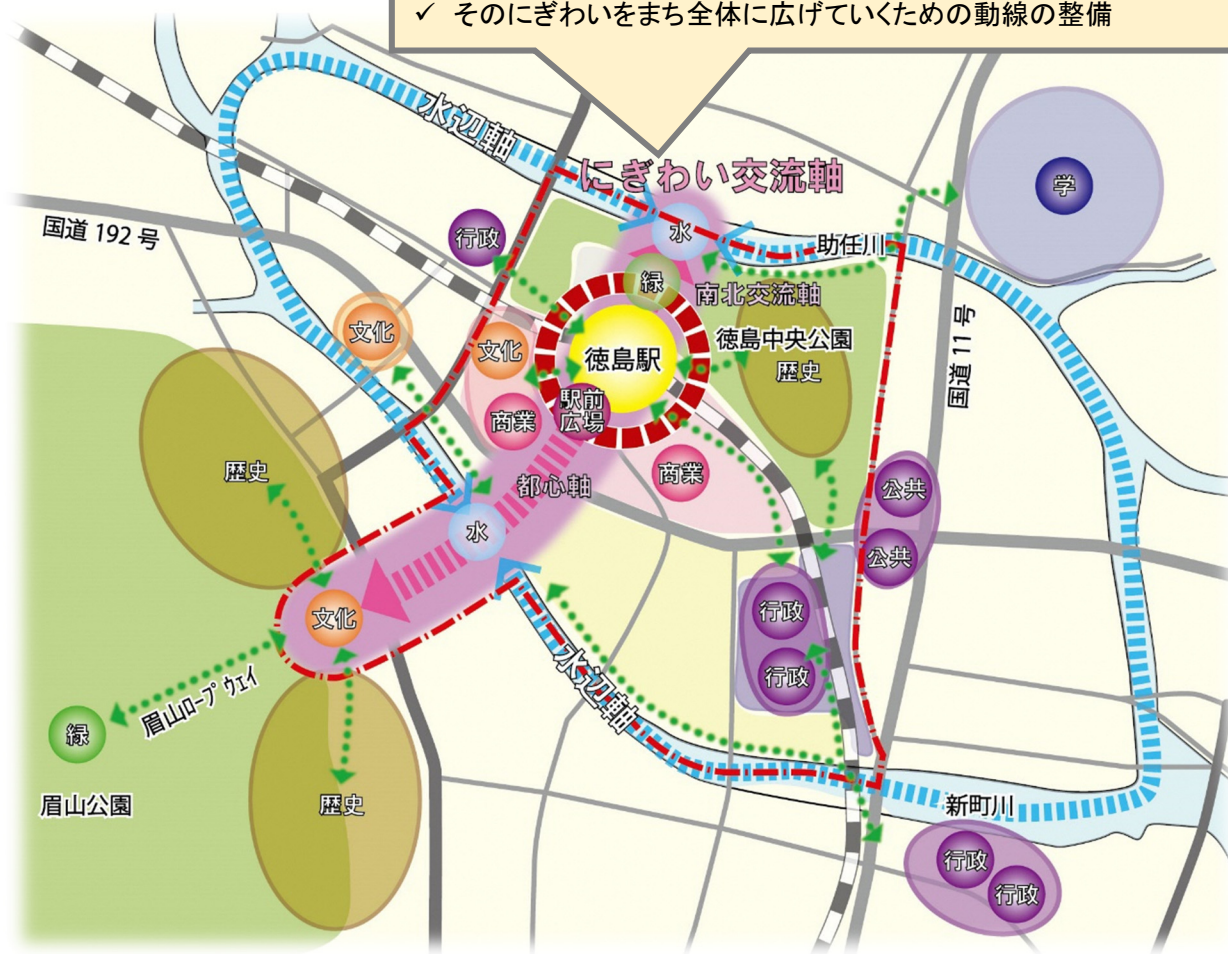 ✓ そのにぎわいをまち全体に広げていくための動線の整備
水辺軸
にぎわい交流軸
学
国道 192 号
行政
水
助任川
緑
南北交流軸
国道 11 号
文化
文化
徳島駅
徳島中央公園
歴史
駅前
広場
商業
歴史
都心軸
商業
公共
水
公共
文化
行政
行政
水辺軸
眉山ロープウェイ
緑
眉山公園
歴史
新町川
行政
行政